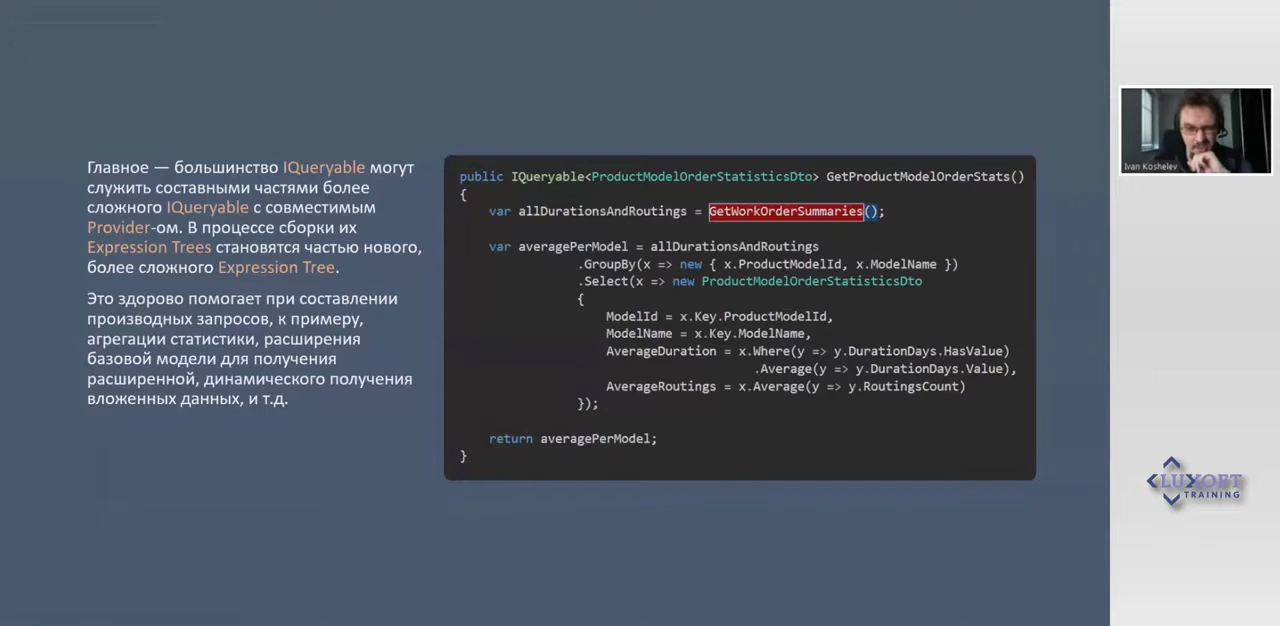 Главное — большинство IQueryable могут
служить составными частями более
сложного IQueryable с совместимым
Provider-ом. В процессе сборки их
Expression Trees становятся частью нового,
более сложного Expression Tree.
Это здорово помогает при составлении
производных запросов, к примеру,
агрегации статистики, расширения
базовой модели для получения
расширенной, динамического получения
вложенных данных, и т.д.
public IQueryable<ProductModelOrderStatisticsDto> GetProductModelOrderStats()
{
var allDurationsAndRoutings = GetWorkOrderSummaries();
var averagePerModel = allDurationsAndRoutings
.GroupBy(x => new { x.ProductModelId, x.ModelName })
.Select(x => new ProductModelOrderStatisticsDto
{
ModelId = x.Key.ProductModelId,
ModelName = x.Key.ModelName,
AverageDuration = x.Where(y => y.DurationDays.HasValue)
.Average(y => y.DurationDays.Value),
AverageRoutings = x.Average(y => y.RoutingsCount)
});
return averagePerModel;
}
Ivan Koshelev
LUXOFT
TRAINING